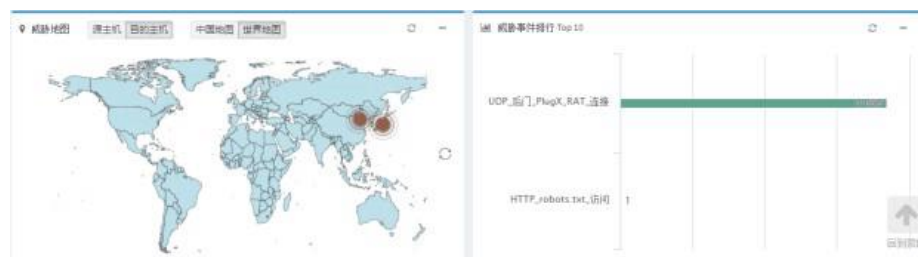 威胁地图 源主机 目的主机 中国地图 世界地图
威胁事件排行 Top 10
UDP_后门_PlugX_RAT_连接
HTTP_robots.txt_访问 1